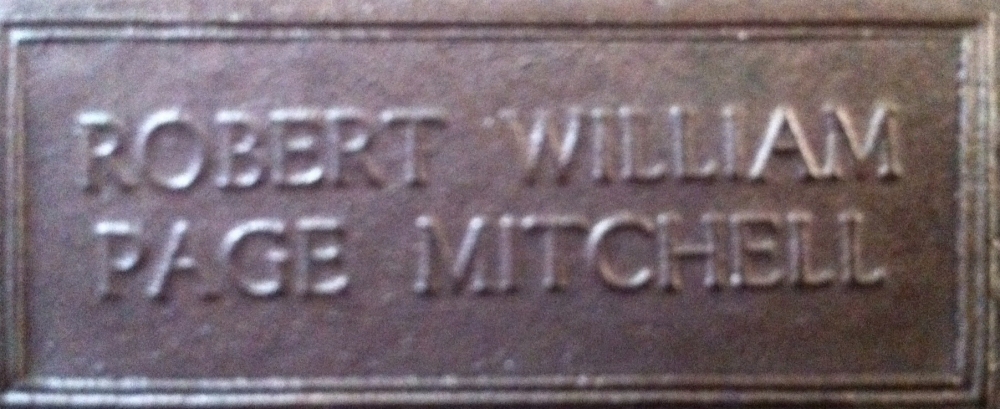 ROBERT WILLIAM
PAGE MITCHELL